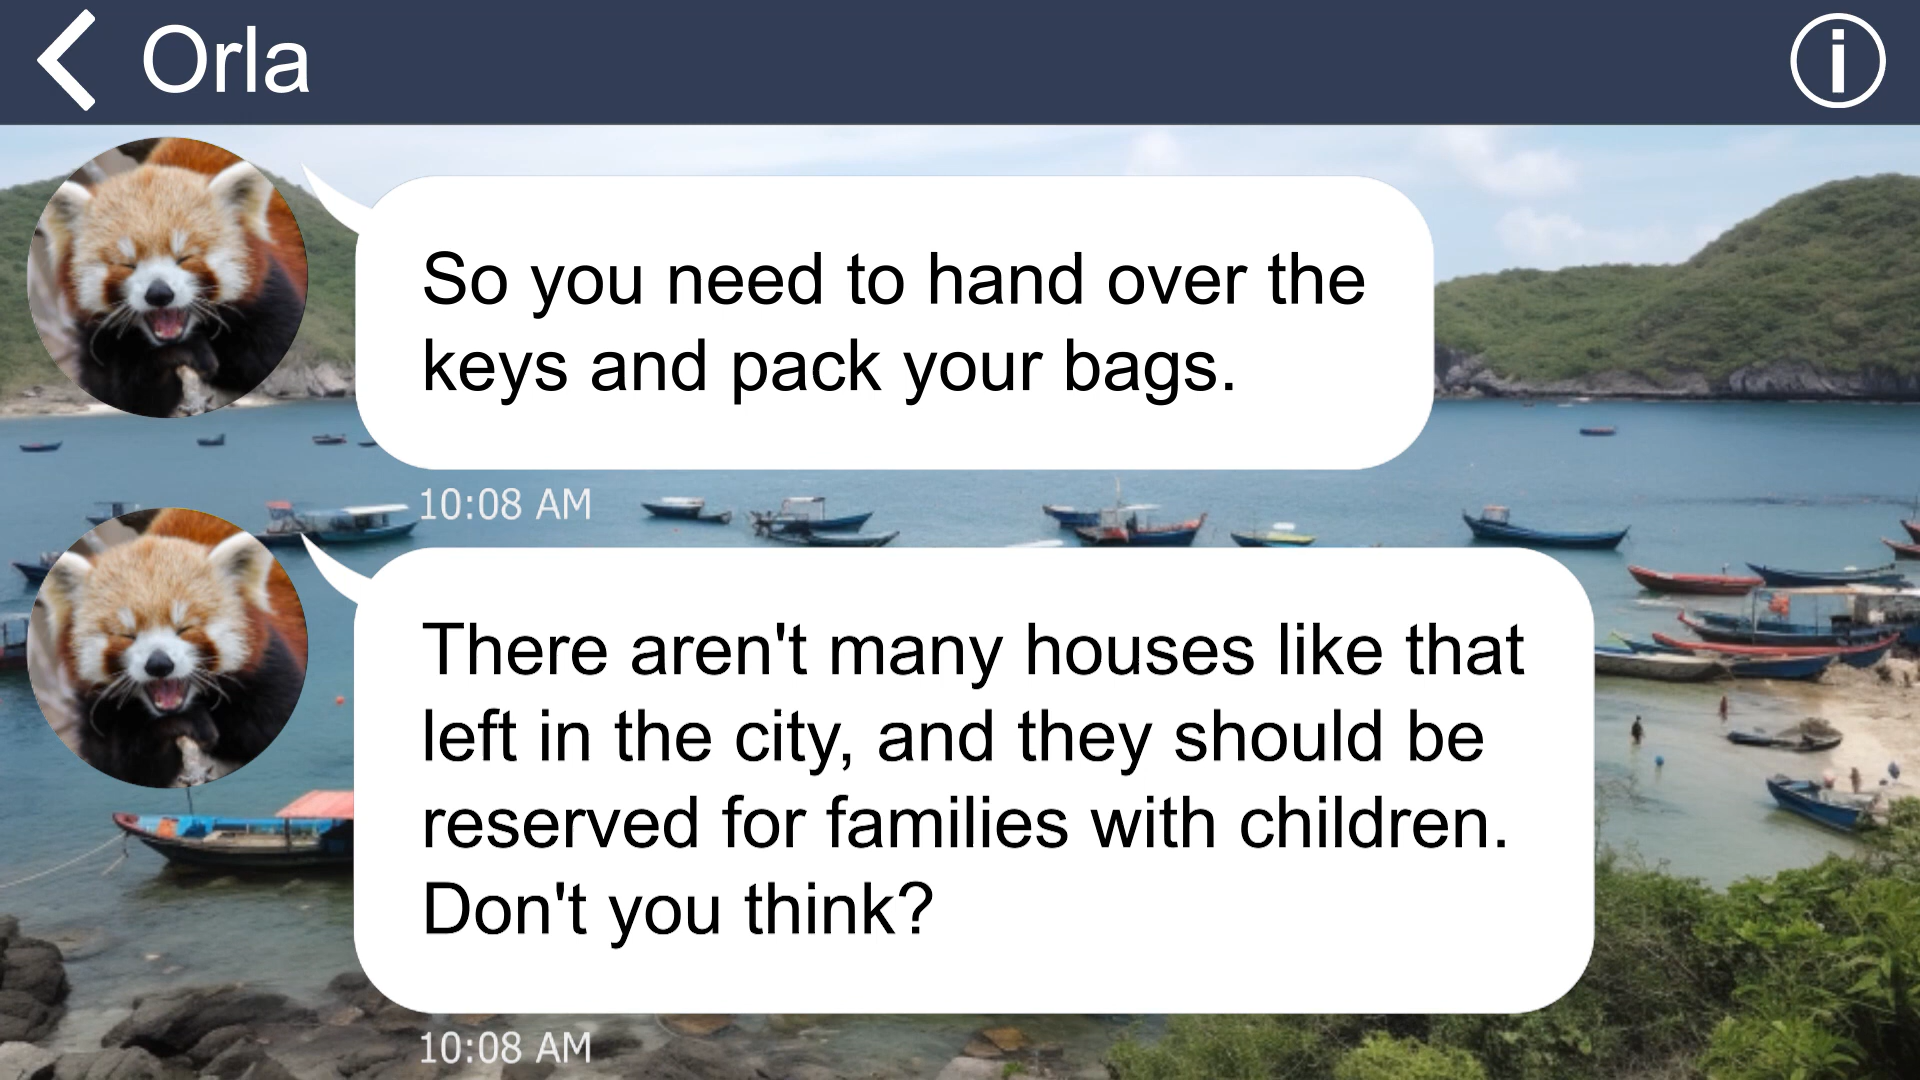 Orla
So you need to hand over the
keys and pack your bags.
10:08 AM
There aren't many houses like that
left in the city, and they should be
reserved for families with children.
Don't you think?
10:08 AM